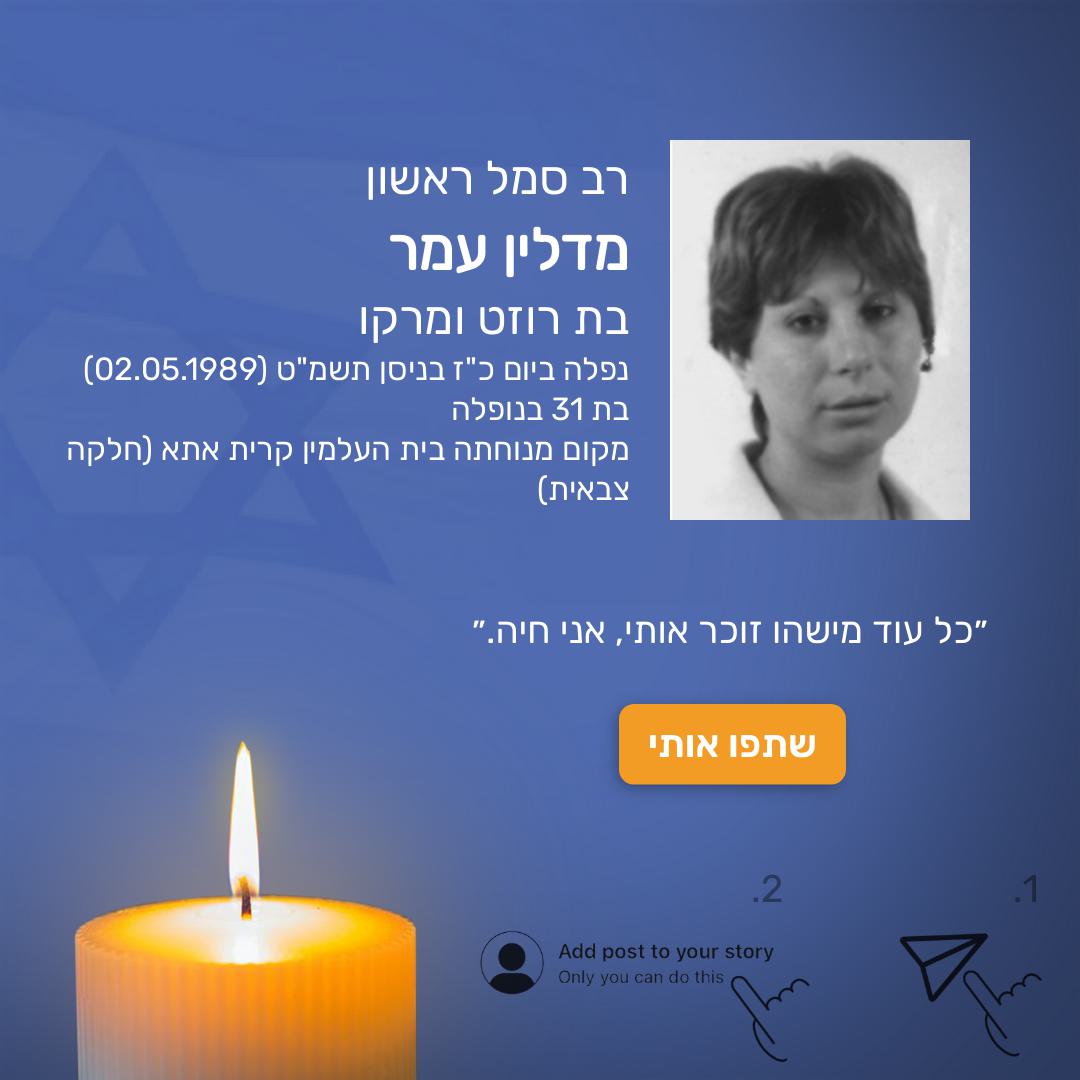 רב סמל ראשון
מדלין עמר
בת רוזט ומרקו
נפלה ביום כ"ז בניסן תשמ"ט (02.05.1989)
בת 31 בנופלה
מקום מנוחתה בית העלמין קרית אתא (חלקה
צבאית)
״כל עוד מישהו זוכר אותי, אני חיה.״
שתפו אותי
1.
2.
Add post to your story
Only you can do this